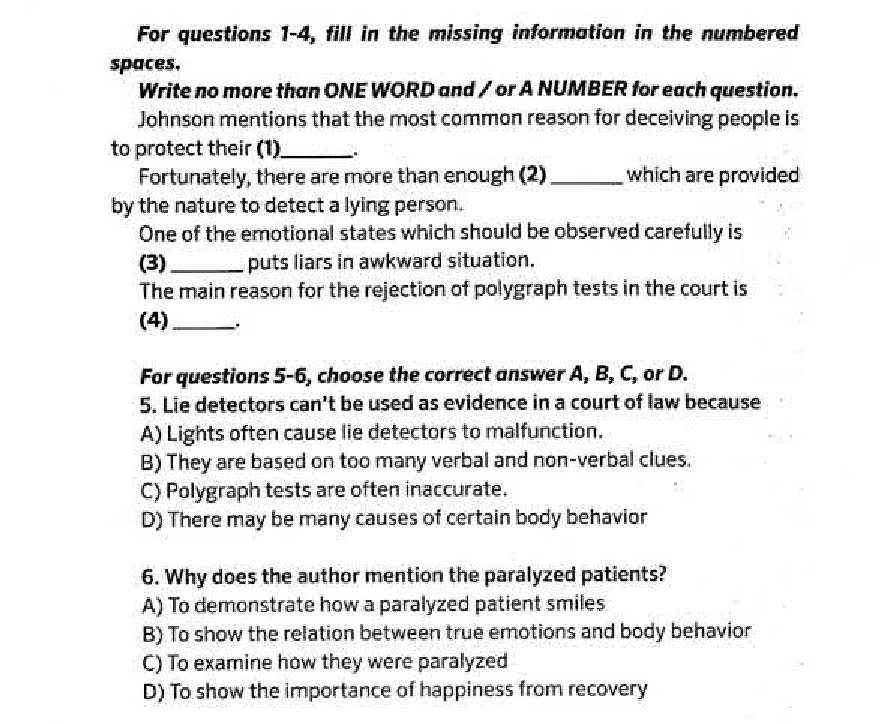 For questions 1-4, fill in the missing information in the numbered
spaces.
Write no more than ONE WORD and / or A NUMBER for each question.
Johnson mentions that the most common reason for deceiving people is
to protect their (1)______.
Fortunately, there are more than enough (2) ______ which are provided
by the nature to detect a lying person.
One of the emotional states which should be observed carefully is
(3) ______ puts liars in awkward situation.
The main reason for the rejection of polygraph tests in the court is
(4) ______.
For questions 5-6, choose the correct answer A, B, C, or D.
5. Lie detectors can't be used as evidence in a court of law because
A) Lights often cause lie detectors to malfunction.
B) They are based on too many verbal and non-verbal clues.
C) Polygraph tests are often inaccurate.
D) There may be many causes of certain body behavior
6. Why does the author mention the paralyzed patients?
A) To demonstrate how a paralyzed patient smiles
B) To show the relation between true emotions and body behavior
C) To examine how they were paralyzed
D) To show the importance of happiness from recovery